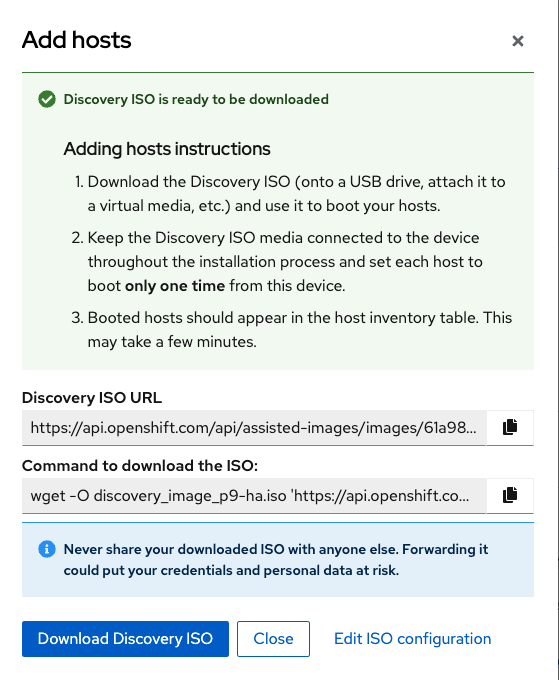 Add hosts
Discovery ISO is ready to be downloaded
Adding hosts instructions
1. Download the Discovery ISO (onto a USB drive, attach it to
a virtual media, etc.) and use it to boot your hosts.
2. Keep the Discovery ISO media connected to the device
throughout the installation process and set each host to
boot only one time from this device.
3. Booted hosts should appear in the host inventory table. This
may take a few minutes.
Discovery ISO URL
https://api.openshift.com/api/assisted-images/images/61a98...
Command to download the ISO:
wget -O discovery_image_p9-ha.iso 'https://api.openshift.co...
Never share your downloaded ISO with anyone else. Forwarding it
could put your credentials and personal data at risk.
Download Discovery ISO
Close
Edit ISO configuration